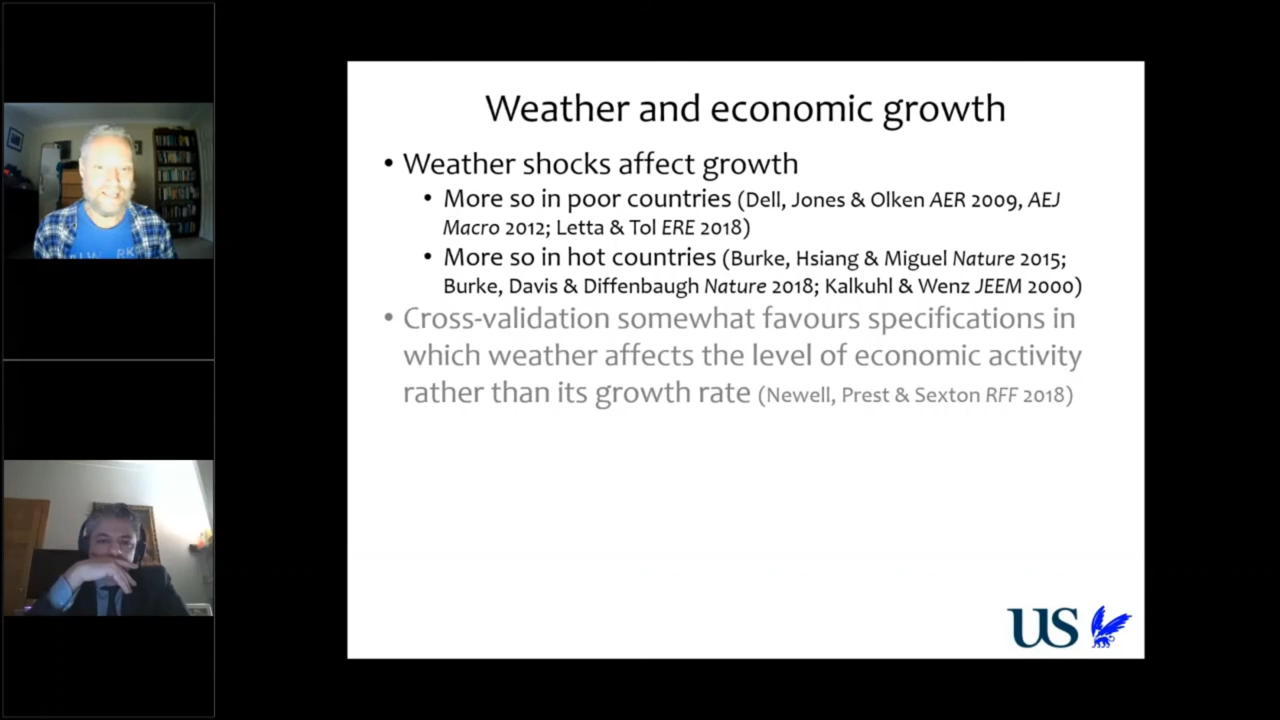 Weather and economic growth
• Weather shocks affect growth
• More so in poor countries (Dell, Jones & Olken AER 2009, AEJ
Macro 2012; Letta & Tol ERE 2018)
• More so in hot countries (Burke, Hsiang & Miguel Nature 2015;
Burke, Davis & Diffenbaugh Nature 2018; Kalkuhl & Wenz JEEM 2000)
• Cross-validation somewhat favours specifications in
which weather affects the level of economic activity
rather than its growth rate (Newell, Prest & Sexton RFF 2018)
US